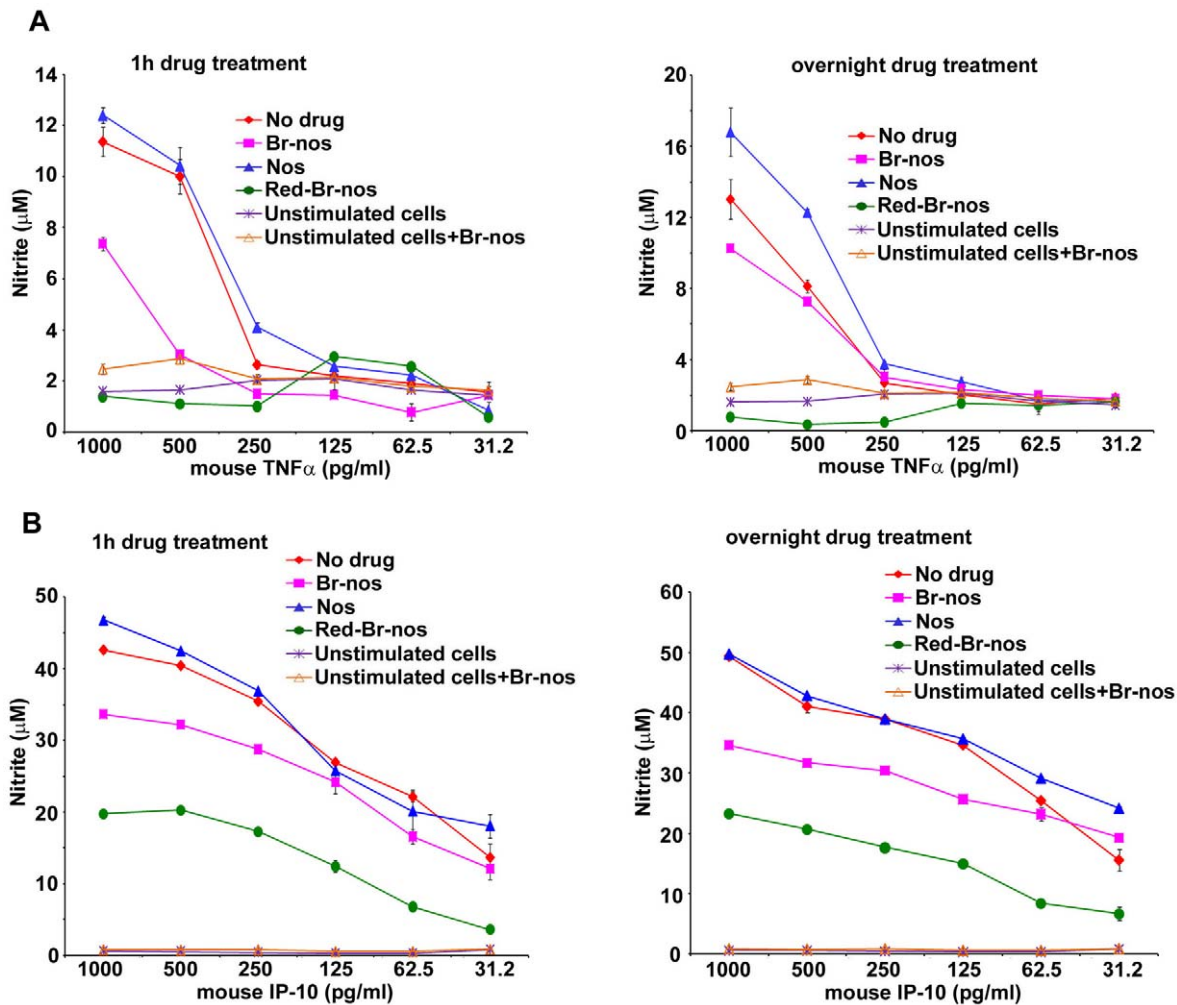 A
1h drug treatment
14
12
10
8
6
4
2
0
Nitrite (μM)
No drug
Br-nos
Nos
Red-Br-nos
Unstimulated cells
Unstimulated cells+Br-nos
1000 500 250 125 62.5 31.2
mouse TNFα (pg/ml)
overnight drug treatment
20
16
12
8
4
0
Nitrite (μM)
No drug
Br-nos
Nos
Red-Br-nos
Unstimulated cells
Unstimulated cells+Br-nos
1000 500 250 125 62.5 31.2
mouse TNFα (pg/ml)
B
1h drug treatment
50
40
30
20
10
0
Nitrite (μM)
No drug
Br-nos
Nos
Red-Br-nos
Unstimulated cells
Unstimulated cells+Br-nos
1000 500 250 125 62.5 31.2
mouse IP-10 (pg/ml)
overnight drug treatment
60
50
40
30
20
10
0
Nitrite (μM)
No drug
Br-nos
Nos
Red-Br-nos
Unstimulated cells
Unstimulated cells+Br-nos
1000 500 250 125 62.5 31.2
mouse IP-10 (pg/ml)